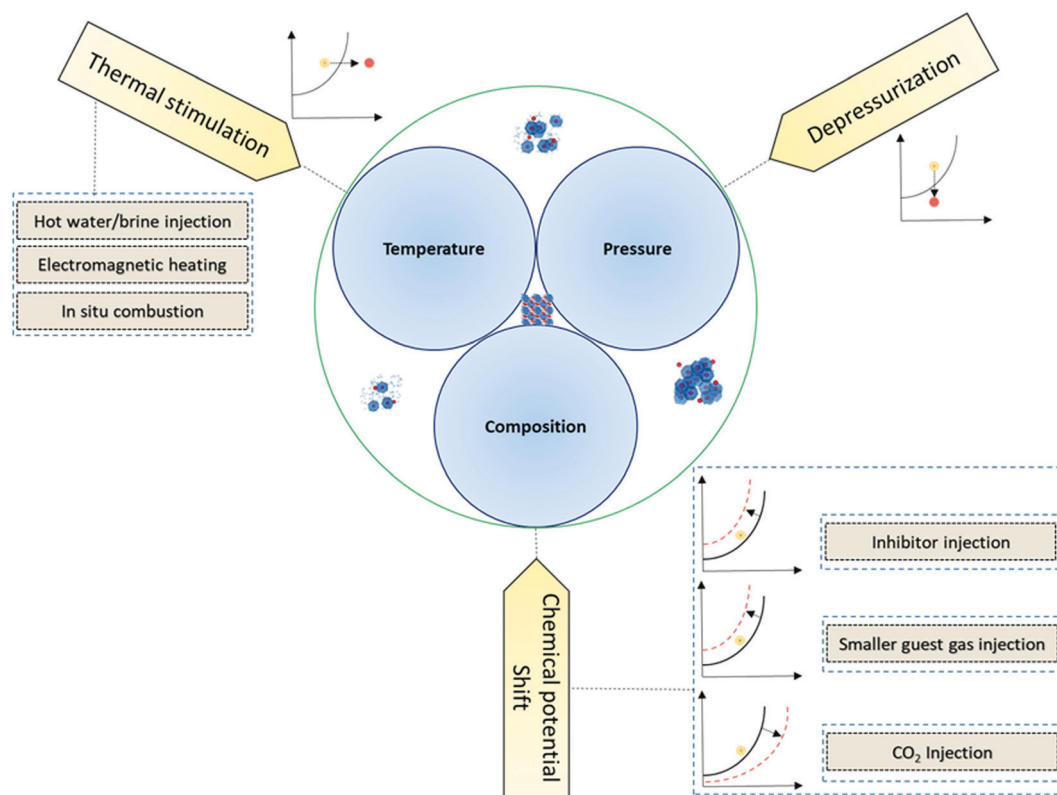 Thermal stimulation
Depressurization
Hot water/brine injection
Electromagnetic heating
In situ combustion
Temperature
Pressure
Composition
Chemical potential
Shift
Inhibitor injection
Smaller guest gas injection
CO₂ Injection